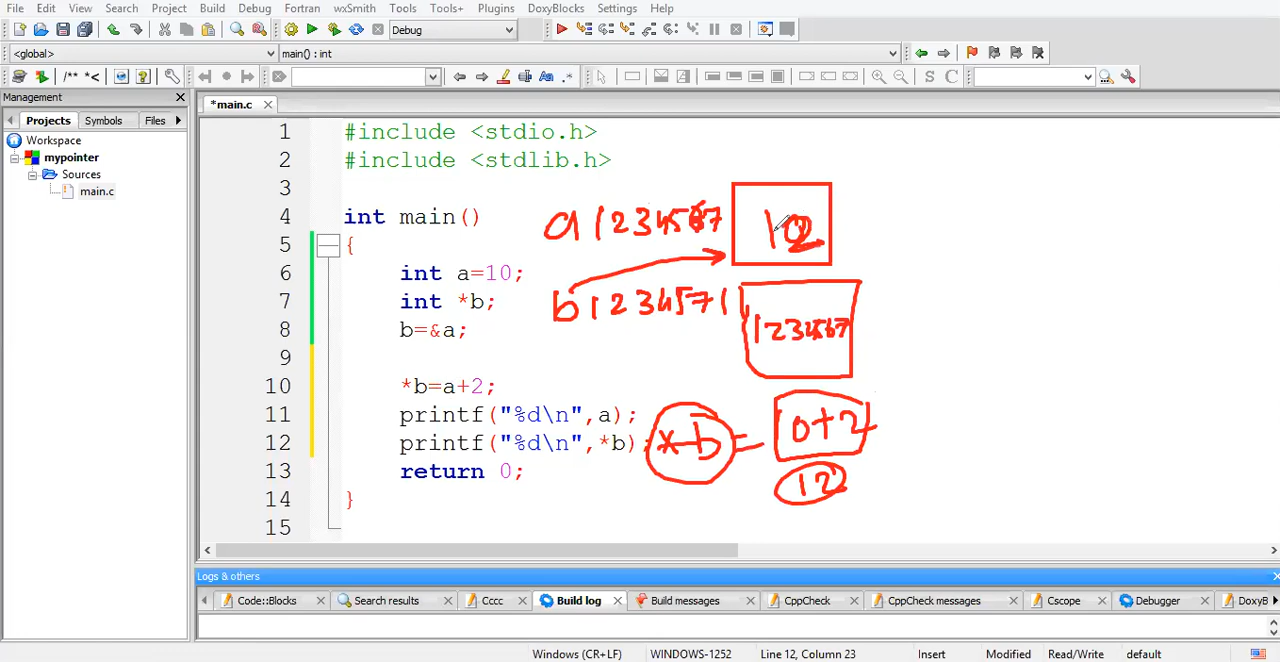 File Edit View Search Project Build Debug Fortran wxSmith Tools Tools+ Plugins DoxyBlocks Settings Help
Debug
<global> main() : int
/** *< Aa .* S C
Management
Projects Symbols Files
Workspace
mypointer
Sources
main.c
*main.c
1 #include <stdio.h>
2 #include <stdlib.h>
3
4 int main()
5 {
6 int a=10;
7 int *b;
8 b=&a;
9
10 *b=a+2;
11 printf("%d\n",a);
12 printf("%d\n",*b);
13 return 0;
14 }
15
a 1234567
b 1234571
1234567
*b = 10+2
12
Logs & others
Code::Blocks Search results Cccc Build log Build messages CppCheck CppCheck messages Cscope Debugger DoxyB
Windows (CR+LF) WINDOWS-1252 Line 12, Column 23 Insert Modified Read/Write default